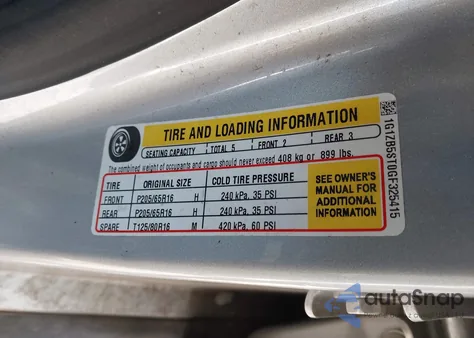 TIRE AND LOADING INFORMATION
SEATING CAPACITY TOTAL 5 FRONT 2 REAR 3
The combined weight of occupants and cargo should never exceed 408 kg or 899 lbs.
TIRE ORIGINAL SIZE COLD TIRE PRESSURE
FRONT P205/65R16 H 240 kPa, 35 PSI
REAR P205/65R16 H 240 kPa, 35 PSI
SPARE T125/80R16 M 420 kPa, 60 PSI
SEE OWNER'S
MANUAL FOR
ADDITIONAL
INFORMATION
1G1ZB5ST0GF325415
autoSnap